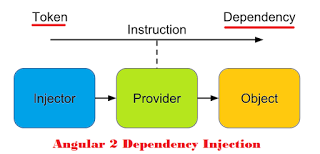 Token
Dependency
Instruction
Injector
Provider
Object
Angular 2 Dependency Injection